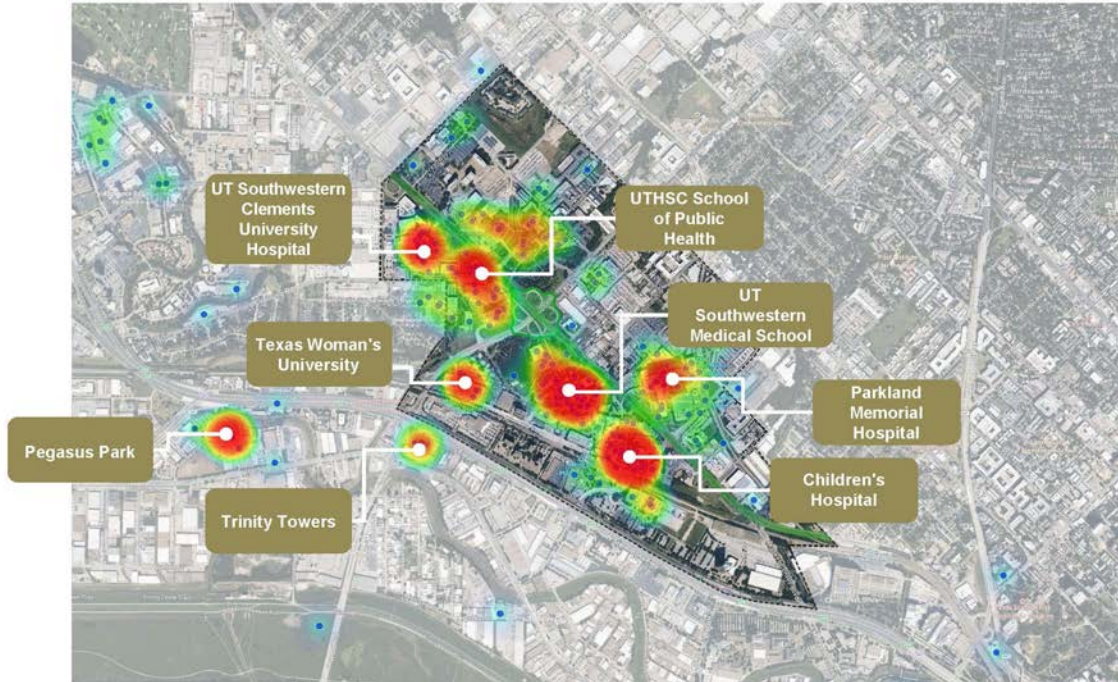 UT Southwestern
Clements
University
Hospital
UTHSC School
of Public
Health
UT
Southwestern
Medical School
Texas Woman's
University
Parkland
Memorial
Hospital
Pegasus Park
Children's
Hospital
Trinity Towers